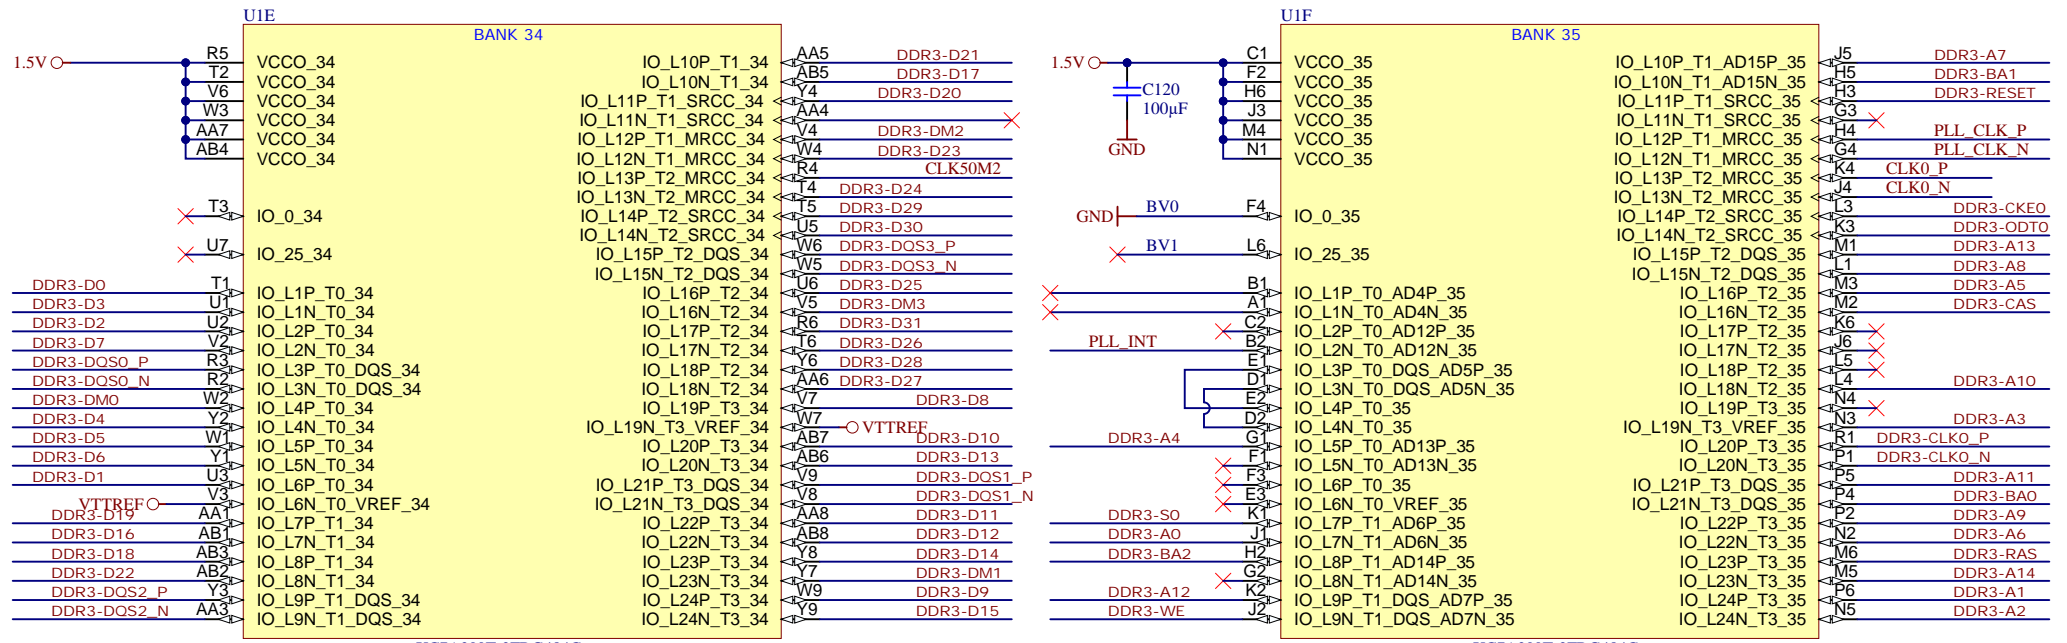 U1E
BANK 34
1.5V
R5 VCCO_34
T2 VCCO_34
V6 VCCO_34
W3 VCCO_34
AA7 VCCO_34
AB4 VCCO_34
T3 IO_0_34
U7 IO_25_34
DDR3-D0 T1 IO_L1P_T0_34
DDR3-D3 U1 IO_L1N_T0_34
DDR3-D2 U2 IO_L2P_T0_34
DDR3-D7 V2 IO_L2N_T0_34
DDR3-DQS0_P R3 IO_L3P_T0_DQS_34
DDR3-DQS0_N R2 IO_L3N_T0_DQS_34
DDR3-DM0 W2 IO_L4P_T0_34
DDR3-D4 Y2 IO_L4N_T0_34
DDR3-D5 W1 IO_L5P_T0_34
DDR3-D6 Y1 IO_L5N_T0_34
DDR3-D1 U3 IO_L6P_T0_34
VTTREF V3 IO_L6N_T0_VREF_34
DDR3-D19 AA1 IO_L7P_T1_34
DDR3-D16 AB1 IO_L7N_T1_34
DDR3-D18 AB3 IO_L8P_T1_34
DDR3-D22 AB2 IO_L8N_T1_34
DDR3-DQS2_P Y3 IO_L9P_T1_DQS_34
DDR3-DQS2_N AA3 IO_L9N_T1_DQS_34
IO_L10P_T1_34 AA5 DDR3-D21
IO_L10N_T1_34 AB5 DDR3-D17
IO_L11P_T1_SRCC_34 Y4 DDR3-D20
IO_L11N_T1_SRCC_34 AA4
IO_L12P_T1_MRCC_34 V4 DDR3-DM2
IO_L12N_T1_MRCC_34 W4 DDR3-D23
IO_L13P_T2_MRCC_34 R4 CLK50M2
IO_L13N_T2_MRCC_34 T4 DDR3-D24
IO_L14P_T2_SRCC_34 T5 DDR3-D29
IO_L14N_T2_SRCC_34 U5 DDR3-D30
IO_L15P_T2_DQS_34 W6 DDR3-DQS3_P
IO_L15N_T2_DQS_34 W5 DDR3-DQS3_N
IO_L16P_T2_34 U6 DDR3-D25
IO_L16N_T2_34 V5 DDR3-DM3
IO_L17P_T2_34 R6 DDR3-D31
IO_L17N_T2_34 T6 DDR3-D26
IO_L18P_T2_34 Y6 DDR3-D28
IO_L18N_T2_34 AA6 DDR3-D27
IO_L19P_T3_34 V7 DDR3-D8
IO_L19N_T3_VREF_34 W7 VTTREF
IO_L20P_T3_34 AB7 DDR3-D10
IO_L20N_T3_34 AB6 DDR3-D13
IO_L21P_T3_DQS_34 V9 DDR3-DQS1_P
IO_L21N_T3_DQS_34 V8 DDR3-DQS1_N
IO_L22P_T3_34 AA8 DDR3-D11
IO_L22N_T3_34 AB8 DDR3-D12
IO_L23P_T3_34 Y8 DDR3-D14
IO_L23N_T3_34 Y7 DDR3-DM1
IO_L24P_T3_34 W9 DDR3-D9
IO_L24N_T3_34 Y9 DDR3-D15
U1F
BANK 35
1.5V
C120
100μF
GND
C1 VCCO_35
F2 VCCO_35
H6 VCCO_35
J3 VCCO_35
M4 VCCO_35
N1 VCCO_35
GND BV0 F4 IO_0_35
BV1 L6 IO_25_35
B1 IO_L1P_T0_AD4P_35
A1 IO_L1N_T0_AD4N_35
C2 IO_L2P_T0_AD12P_35
PLL_INT B2 IO_L2N_T0_AD12N_35
E1 IO_L3P_T0_DQS_AD5P_35
D1 IO_L3N_T0_DQS_AD5N_35
E2 IO_L4P_T0_35
D2 IO_L4N_T0_35
DDR3-A4 G1 IO_L5P_T0_AD13P_35
F1 IO_L5N_T0_AD13N_35
F3 IO_L6P_T0_35
E3 IO_L6N_T0_VREF_35
DDR3-S0 K1 IO_L7P_T1_AD6P_35
DDR3-A0 J1 IO_L7N_T1_AD6N_35
DDR3-BA2 H2 IO_L8P_T1_AD14P_35
G2 IO_L8N_T1_AD14N_35
DDR3-A12 K2 IO_L9P_T1_DQS_AD7P_35
DDR3-WE J2 IO_L9N_T1_DQS_AD7N_35
IO_L10P_T1_AD15P_35 J5 DDR3-A7
IO_L10N_T1_AD15N_35 H5 DDR3-BA1
IO_L11P_T1_SRCC_35 H3 DDR3-RESET
IO_L11N_T1_SRCC_35 G3
IO_L12P_T1_MRCC_35 H4 PLL_CLK_P
IO_L12N_T1_MRCC_35 G4 PLL_CLK_N
IO_L13P_T2_MRCC_35 K4 CLK0_P
IO_L13N_T2_MRCC_35 J4 CLK0_N
IO_L14P_T2_SRCC_35 L3 DDR3-CKE0
IO_L14N_T2_SRCC_35 K3 DDR3-ODT0
IO_L15P_T2_DQS_35 M1 DDR3-A13
IO_L15N_T2_DQS_35 L1 DDR3-A8
IO_L16P_T2_35 M3 DDR3-A5
IO_L16N_T2_35 M2 DDR3-CAS
IO_L17P_T2_35 K6
IO_L17N_T2_35 J6
IO_L18P_T2_35 L5
IO_L18N_T2_35 L4 DDR3-A10
IO_L19P_T3_35 N4
IO_L19N_T3_VREF_35 N3 DDR3-A3
IO_L20P_T3_35 R1 DDR3-CLK0_P
IO_L20N_T3_35 P1 DDR3-CLK0_N
IO_L21P_T3_DQS_35 P5 DDR3-A11
IO_L21N_T3_DQS_35 P4 DDR3-BA0
IO_L22P_T3_35 P2 DDR3-A9
IO_L22N_T3_35 N2 DDR3-A6
IO_L23P_T3_35 M6 DDR3-RAS
IO_L23N_T3_35 M5 DDR3-A14
IO_L24P_T3_35 P6 DDR3-A1
IO_L24N_T3_35 N5 DDR3-A2